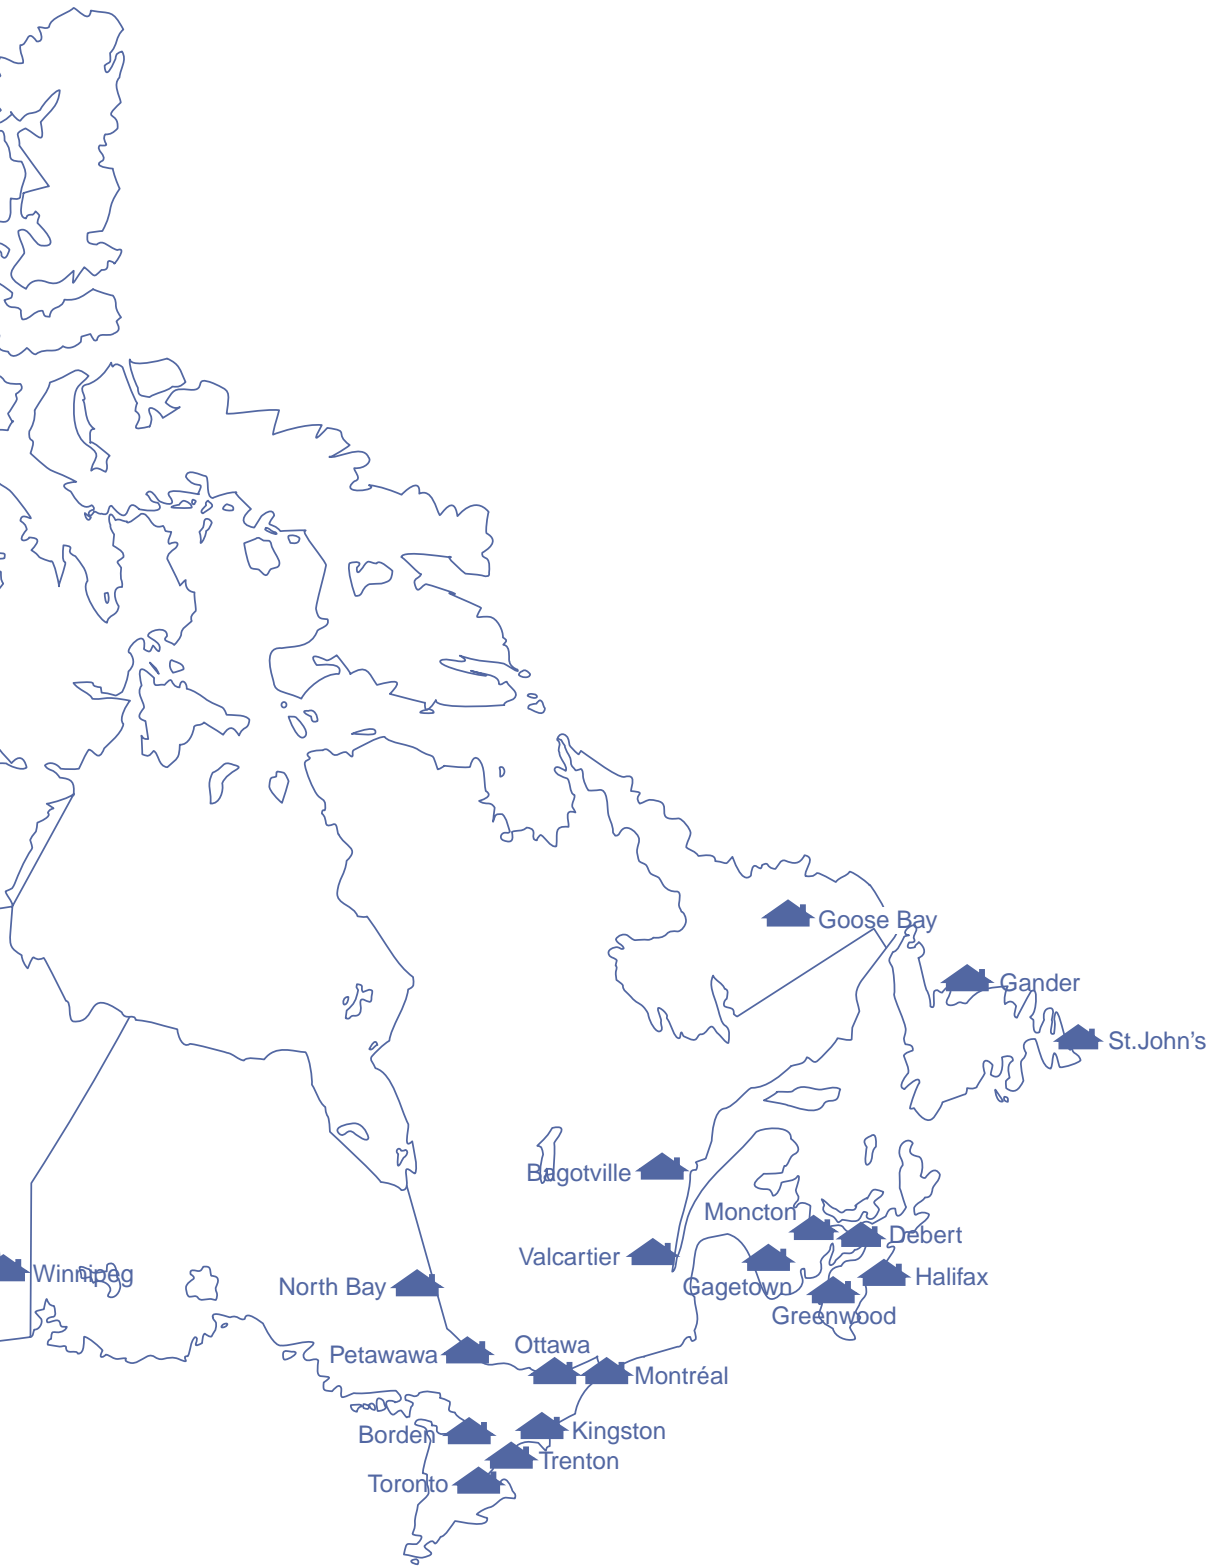 Goose Bay
Gander
St.John’s
Bagotville
Moncton
Debert
Valcartier
Winnipeg
North Bay
Gagetown
Halifax
Greenwood
Ottawa
Petawawa
Montréal
Borden
Kingston
Trenton
Toronto